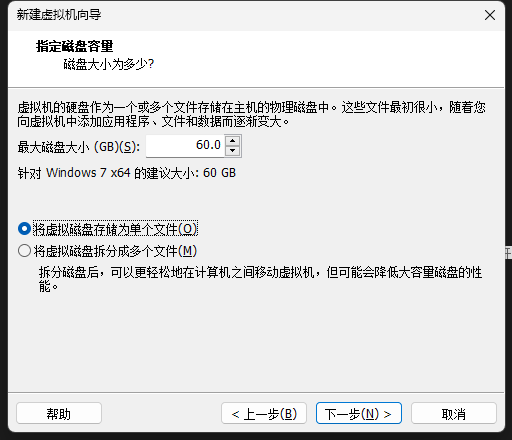 新建虚拟机向导
指定磁盘容量
磁盘大小为多少?
虚拟机的硬盘作为一个或多个文件存储在主机的物理磁盘中。这些文件最初很小，随着您
向虚拟机中添加应用程序、文件和数据而逐渐变大。
最大磁盘大小 (GB)(S): 60.0
针对 Windows 7 x64 的建议大小: 60 GB
将虚拟磁盘存储为单个文件(O)
将虚拟磁盘拆分成多个文件(M)
拆分磁盘后，可以更轻松地在计算机之间移动虚拟机，但可能会降低大容量磁盘的性
能。
帮助 < 上一步(B) 下一步(N) > 取消